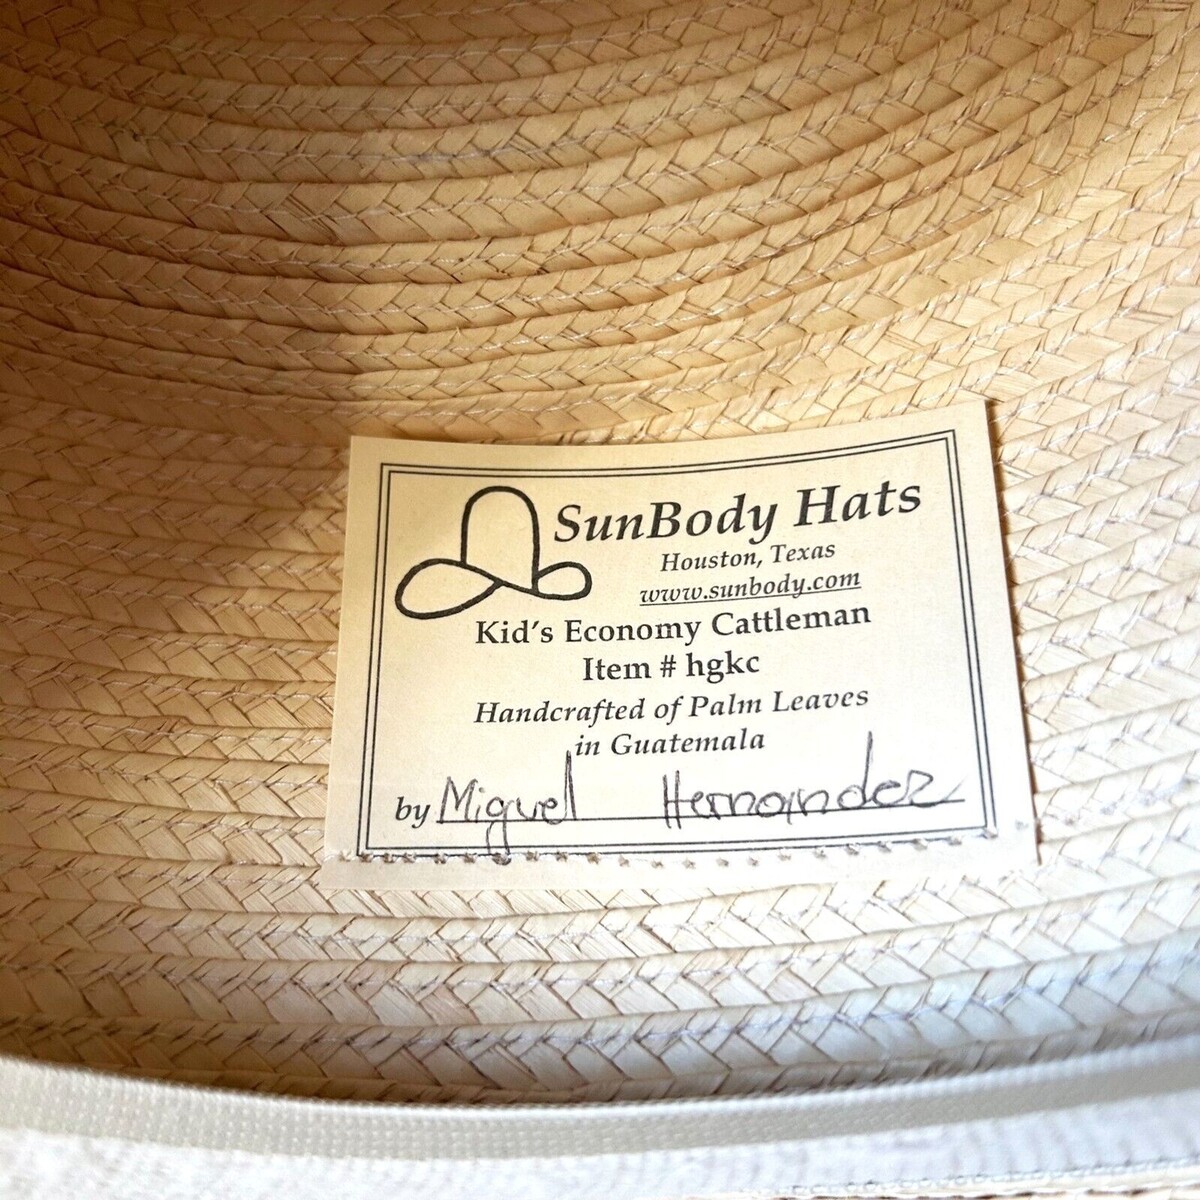 SunBody Hats
Houston, Texas
www.sunbody.com
Kid's Economy Cattleman
Item # hgkc
Handcrafted of Palm Leaves
in Guatemala
by Miguel Hernandez